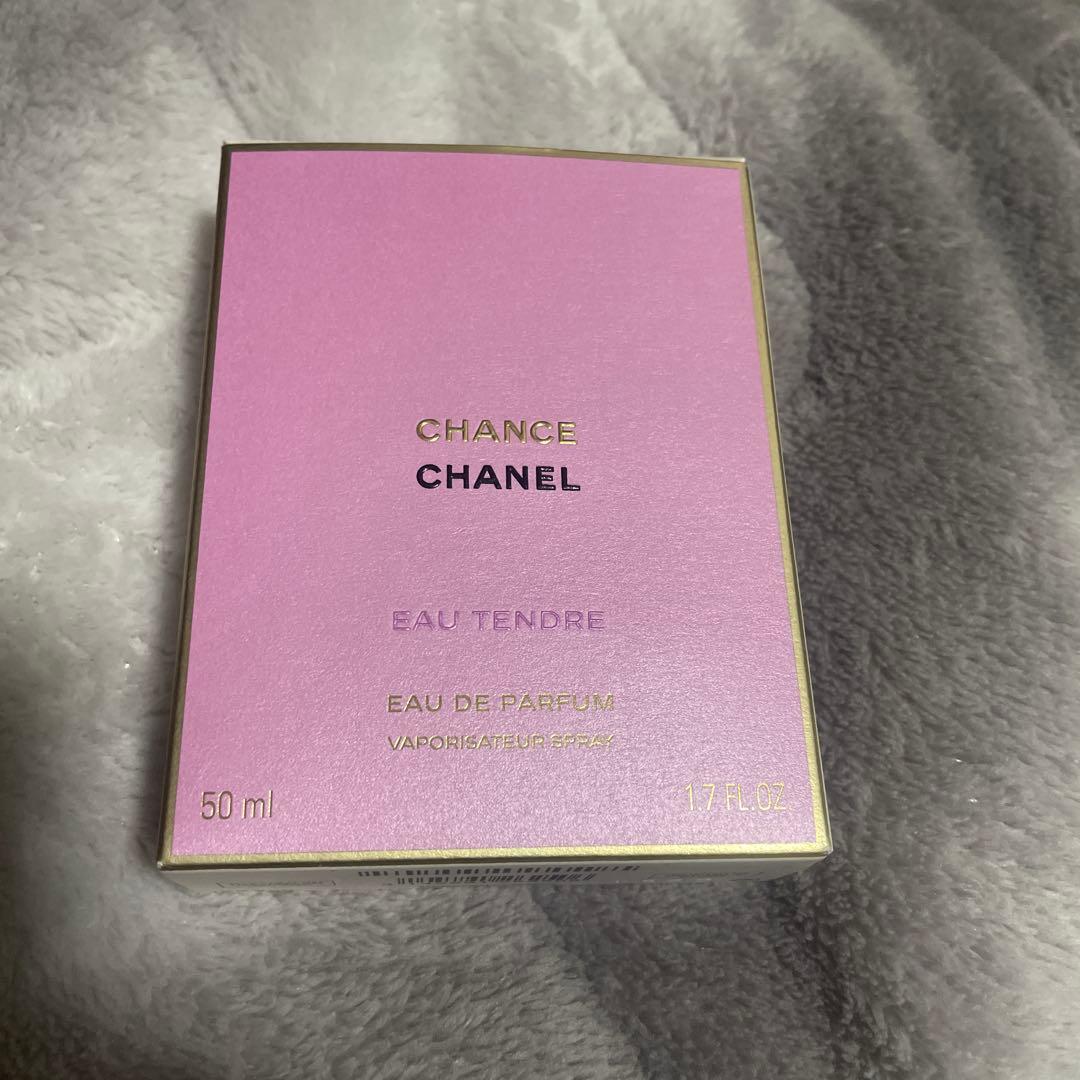 CHANCE
CHANEL
EAU TENDRE
EAU DE PARFUM
VAPORISATEUR SPRAY
50 ml
1.7 FL.OZ.